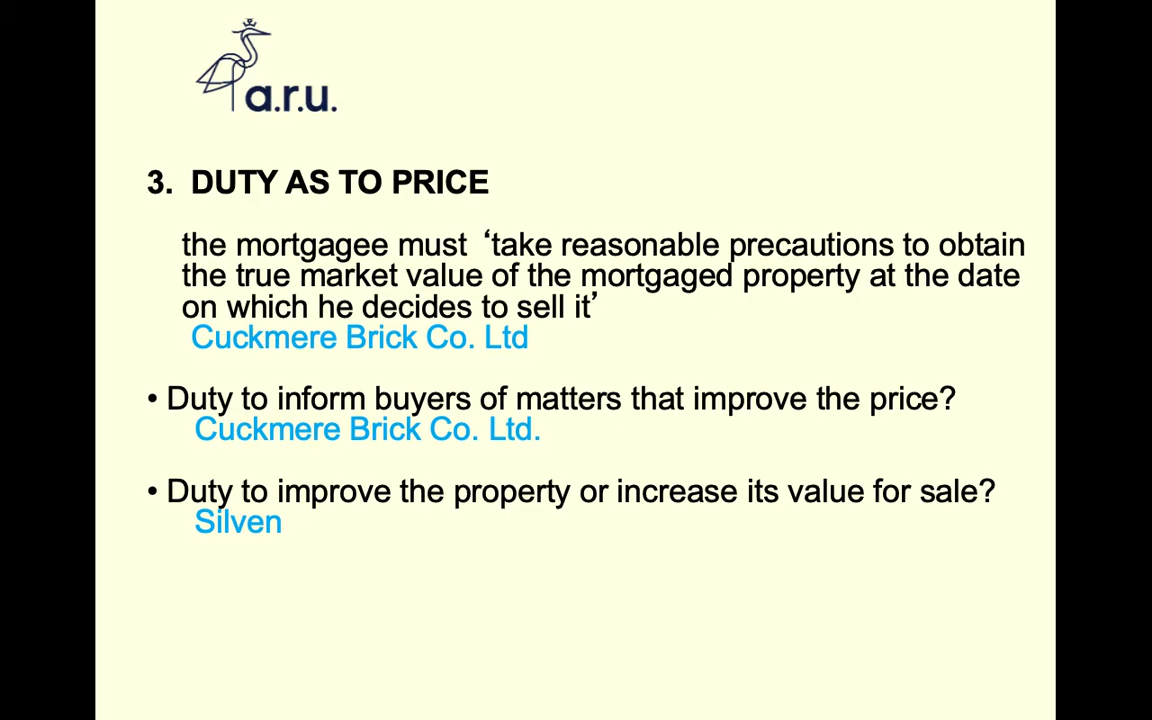 a.r.u.
3. DUTY AS TO PRICE
the mortgagee must ‘take reasonable precautions to obtain
the true market value of the mortgaged property at the date
on which he decides to sell it’
Cuckmere Brick Co. Ltd
• Duty to inform buyers of matters that improve the price?
Cuckmere Brick Co. Ltd.
• Duty to improve the property or increase its value for sale?
Silven